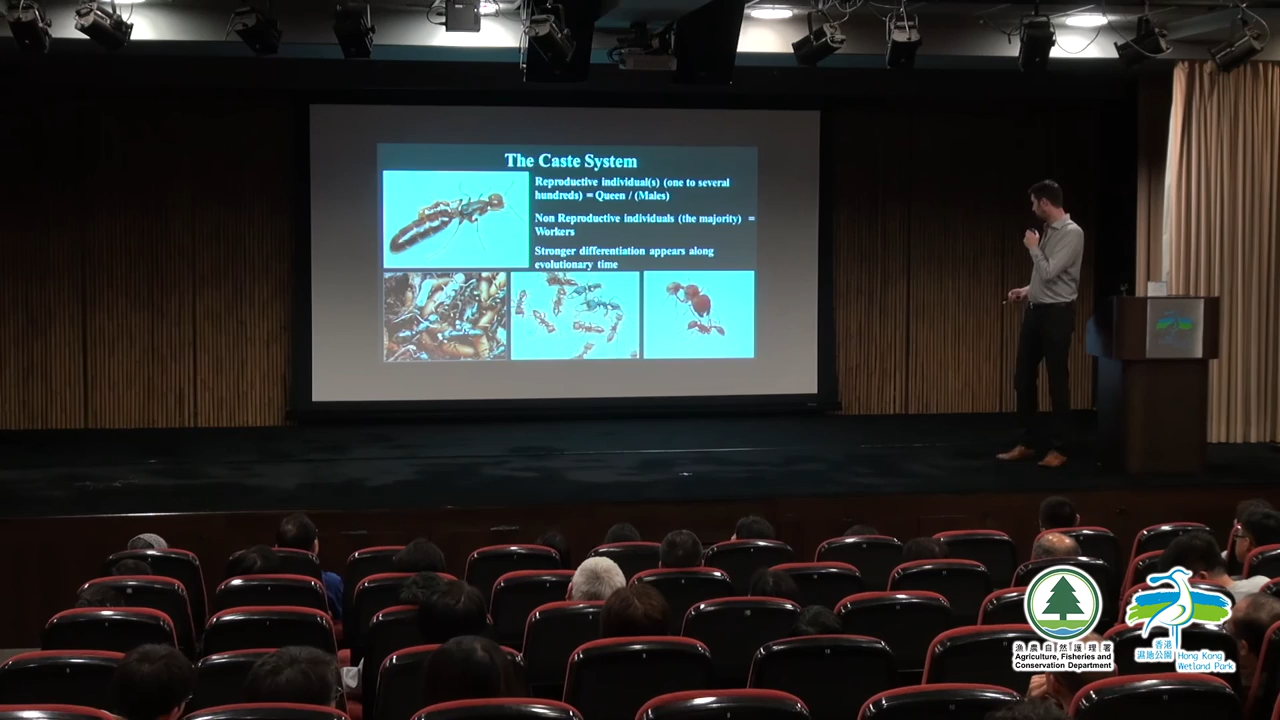 The Caste System
Reproductive individual(s) (one to several
hundreds) = Queen / (Males)
Non Reproductive individuals (the majority) =
Workers
Stronger differentiation appears along
evolutionary time
漁農自然護理署
Agriculture, Fisheries and
Conservation Department
香港
濕地公園
Hong Kong
Wetland Park